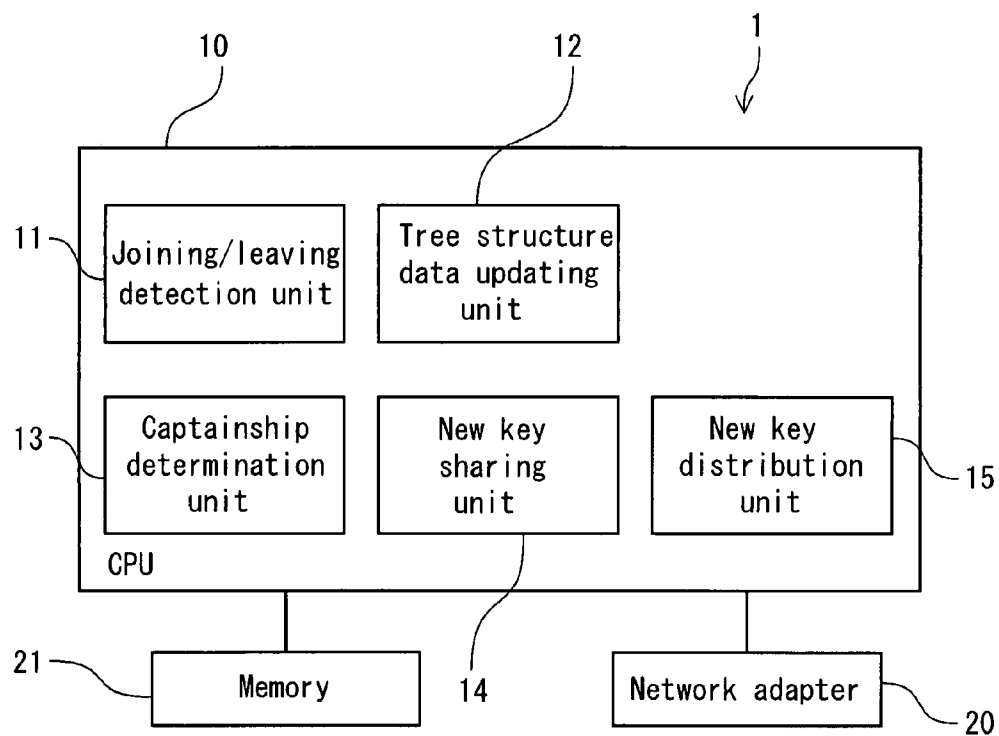 1
10
12
11
Joining/leaving
detection unit
Tree structure
data updating
unit
13
Captainship
determination
unit
New key
sharing
unit
New key
distribution
unit
15
CPU
21
Memory
14
Network adapter
20